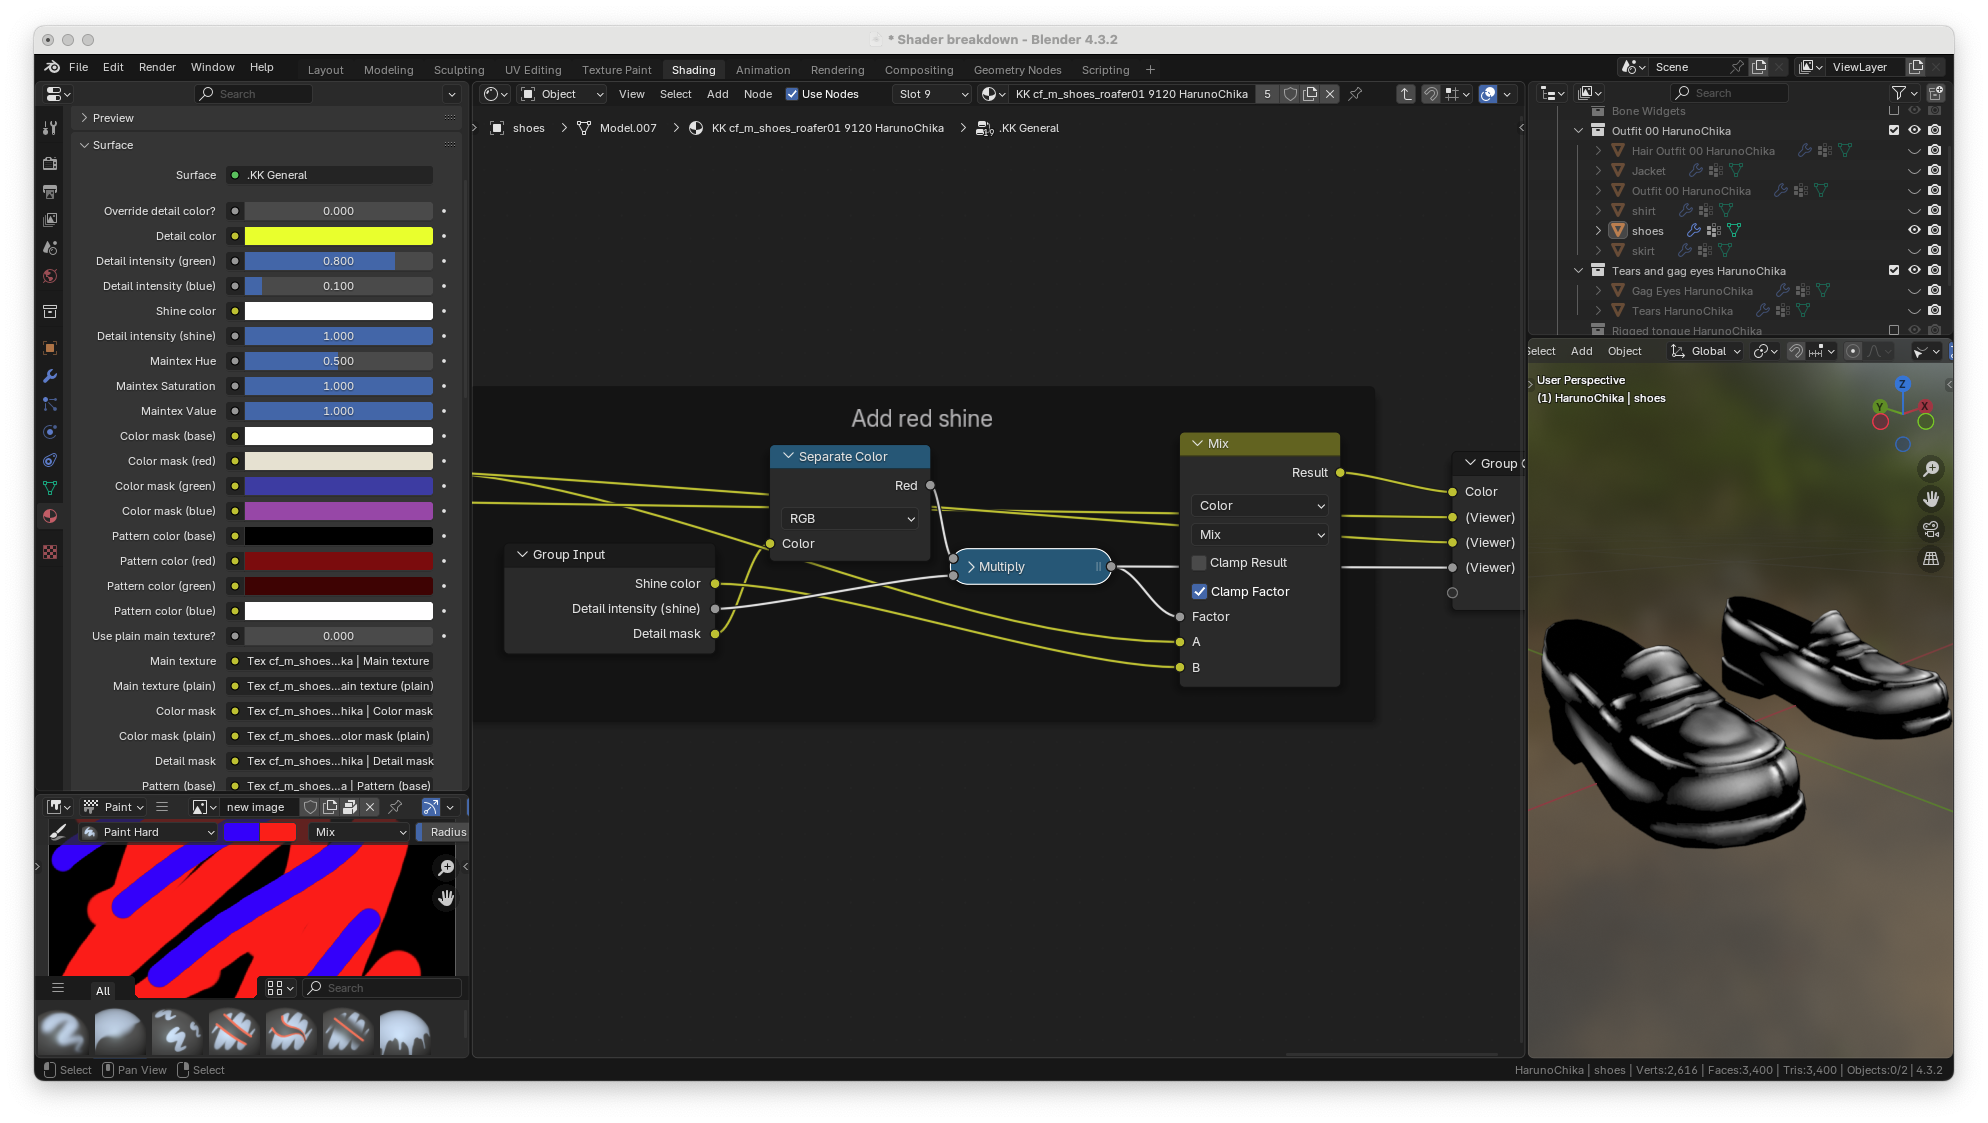 * Shader breakdown - Blender 4.3.2
File Edit Render Window Help
Layout Modeling Sculpting UV Editing Texture Paint Shading Animation Rendering Compositing Geometry Nodes Scripting +
Scene
ViewLayer
Search
Object View Select Add Node Use Nodes Slot 9 KK cf_m_shoes_roafer01 9120 HarunoChika 5
shoes > Model.007 > KK cf_m_shoes_roafer01 9120 HarunoChika > .KK General
Preview
Surface
Surface .KK General
Override detail color? 0.000
Detail color
Detail intensity (green) 0.800
Detail intensity (blue) 0.100
Shine color
Detail intensity (shine) 1.000
Maintex Hue 0.500
Maintex Saturation 1.000
Maintex Value 1.000
Color mask (base)
Color mask (red)
Color mask (green)
Color mask (blue)
Pattern color (base)
Pattern color (red)
Pattern color (green)
Pattern color (blue)
Use plain main texture? 0.000
Main texture Tex cf_m_shoes...ka | Main texture
Main texture (plain) Tex cf_m_shoes...ain texture (plain)
Color mask Tex cf_m_shoes...hika | Color mask
Color mask (plain) Tex cf_m_shoes...olor mask (plain)
Detail mask Tex cf_m_shoes...hika | Detail mask
Pattern (base) Tex cf_m_shoes...a | Pattern (base)
Paint new image
Paint Hard Mix Radius
All Search
Add red shine
Separate Color
Red
RGB
Color
Group Input
Shine color
Detail intensity (shine)
Detail mask
Multiply
Mix
Result
Color
Mix
Clamp Result
Clamp Factor
Factor
A
B
Group
Color
(Viewer)
(Viewer)
(Viewer)
Search
Bone Widgets
Outfit 00 HarunoChika
Hair Outfit 00 HarunoChika
Jacket
Outfit 00 HarunoChika
shirt
shoes
skirt
Tears and gag eyes HarunoChika
Gag Eyes HarunoChika
Tears HarunoChika
Rigged tongue HarunoChika
Select Add Object Global
User Perspective
(1) HarunoChika | shoes
Z
Y X
Select Pan View Select
HarunoChika | shoes | Verts:2,616 | Faces:3,400 | Tris:3,400 | Objects:0/2 | 4.3.2